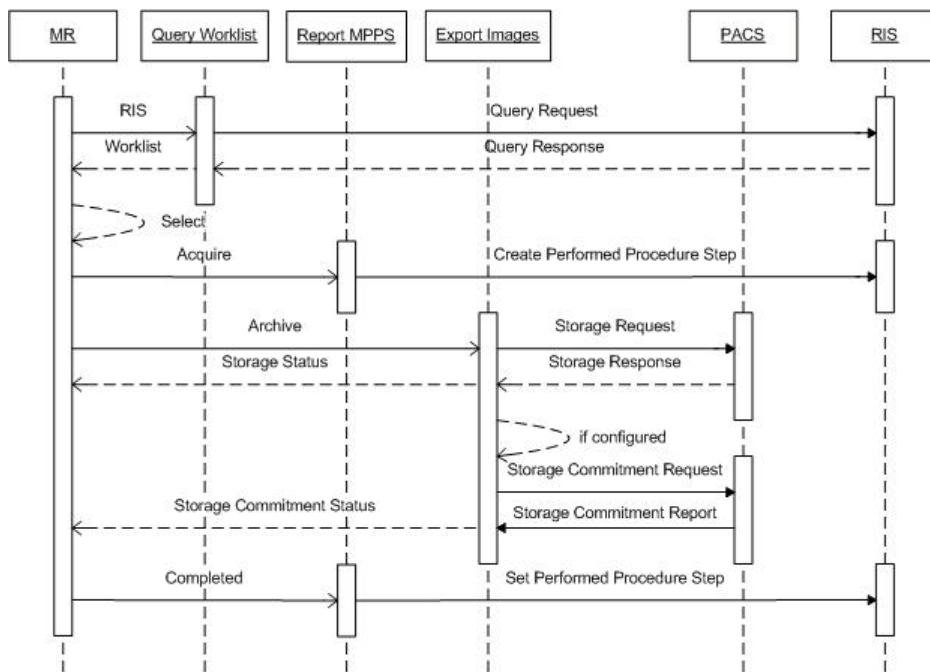 MR
Query Worklist
Report MPPS
Export Images
PACS
RIS
RIS
Query Request
Worklist
Query Response
Select
Acquire
Create Performed Procedure Step
Archive
Storage Request
Storage Status
Storage Response
if configured
Storage Commitment Request
Storage Commitment Status
Storage Commitment Report
Completed
Set Performed Procedure Step